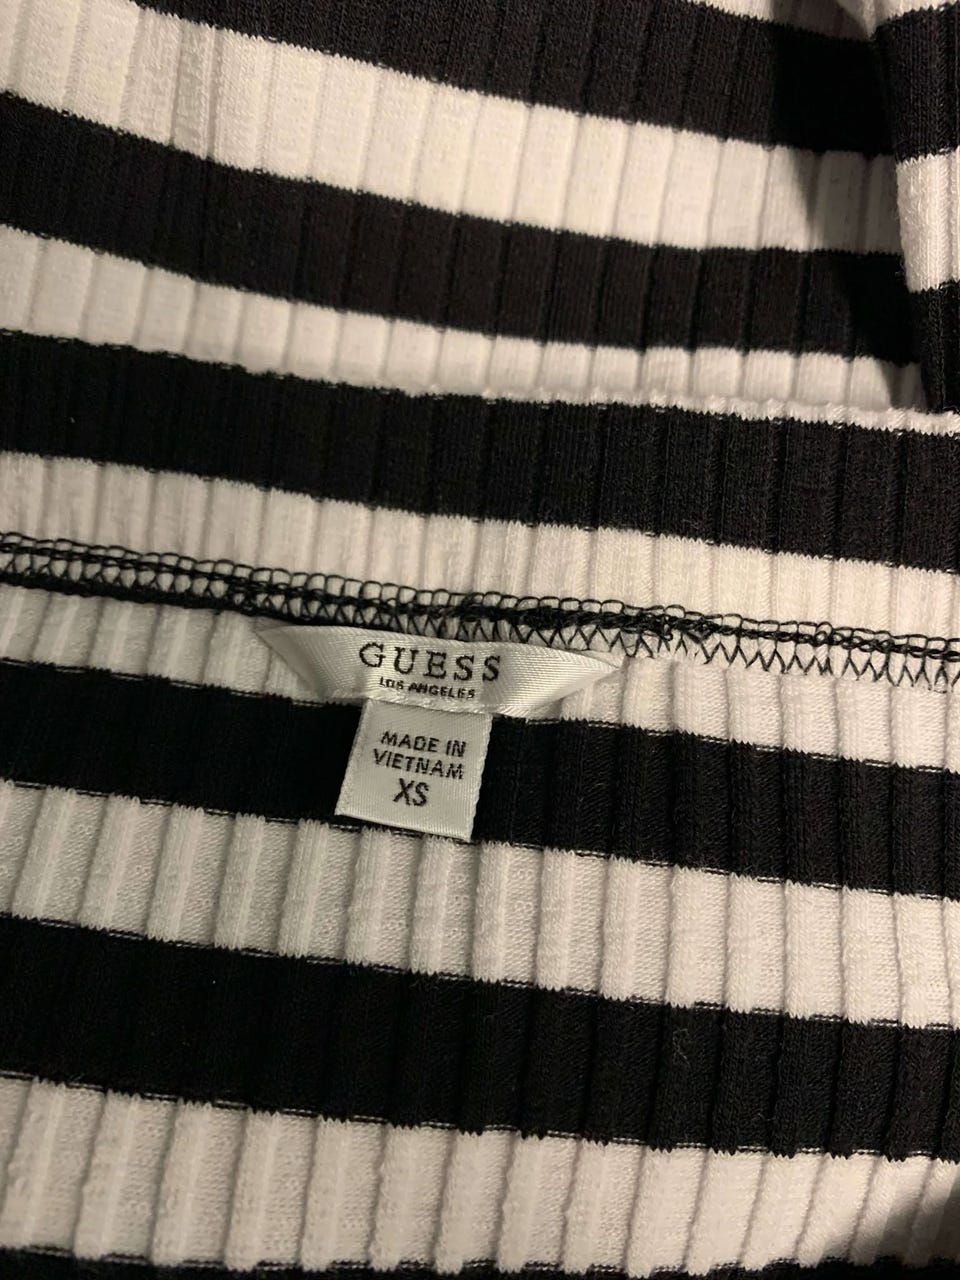 GUESS
LOS ANGELES
MADE IN
VIETNAM
XS